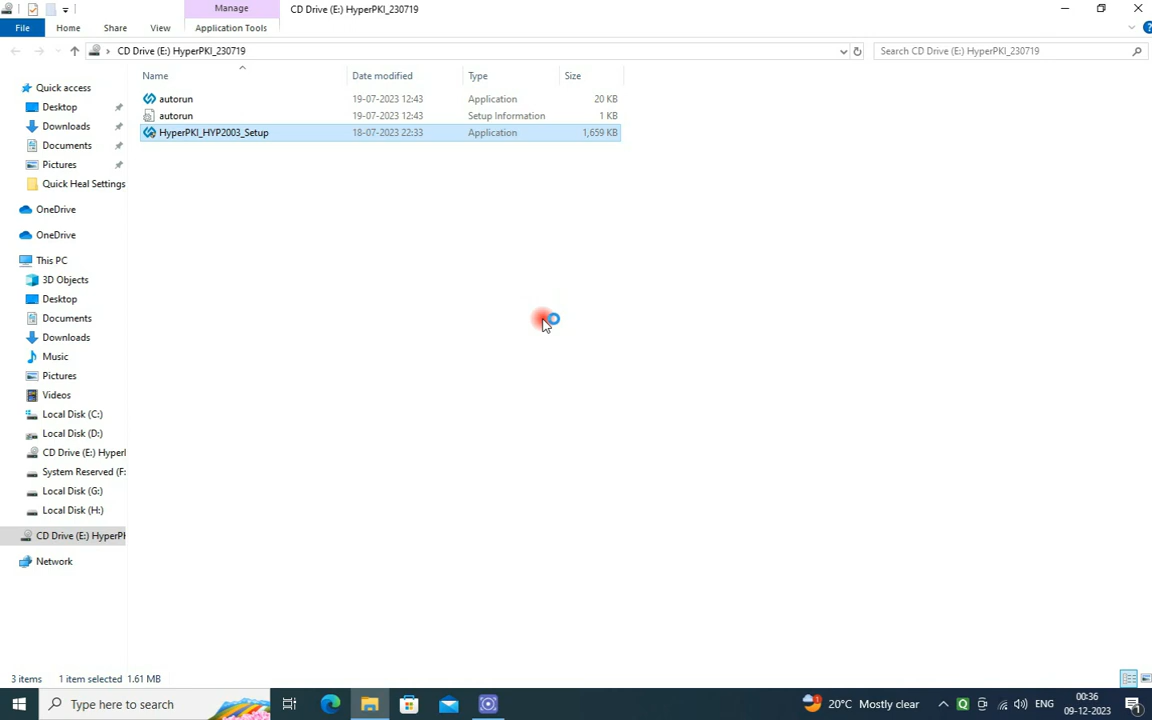 Manage
CD Drive (E:) HyperPKI_230719
File
Home
Share
View
Application Tools
CD Drive (E:) HyperPKI_230719
Search CD Drive (E:) HyperPKI_230719
Name
Date modified
Type
Size
autorun
19-07-2023 12:43
Application
20 KB
autorun
19-07-2023 12:43
Setup Information
1 KB
HyperPKI_HYP2003_Setup
18-07-2023 22:33
Application
1,659 KB
Quick access
Desktop
Downloads
Documents
Pictures
Quick Heal Settings
OneDrive
OneDrive
This PC
3D Objects
Desktop
Documents
Downloads
Music
Pictures
Videos
Local Disk (C:)
Local Disk (D:)
CD Drive (E:) Hyperl
System Reserved (F:
Local Disk (G:)
Local Disk (H:)
CD Drive (E:) HyperPK
Network
3 items
1 item selected 1.61 MB
Type here to search
20°C Mostly clear
ENG
00:36
09-12-2023
1